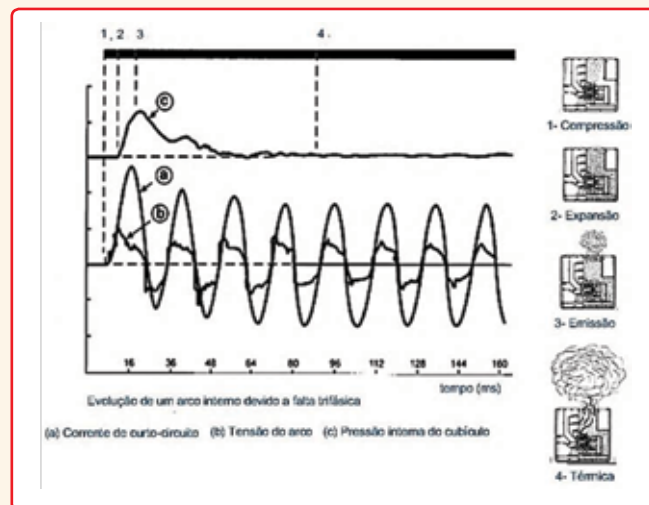 1, 2 3 4
c
a
b
16 36 48 64 80 96 112 128 144 160
tempo (ms)
Evolução de um arco interno devido a falta trifásica
(a) Corrente de curto-circuito (b) Tensão do arco (c) Pressão interna do cubículo
1- Compressão
2- Expansão
3- Emissão
4- Térmica